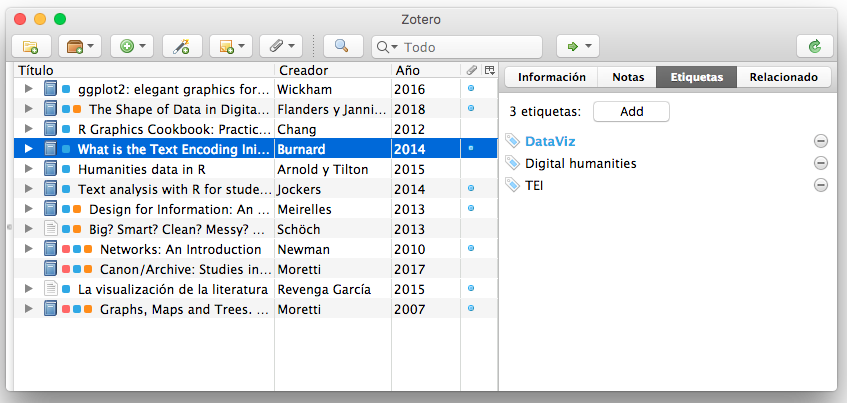 Zotero
Todo
Título Creador Año
ggplot2: elegant graphics for... Wickham 2016
The Shape of Data in Digita... Flanders y Janni... 2018
R Graphics Cookbook: Practic... Chang 2012
What is the Text Encoding Ini... Burnard 2014
Humanities data in R Arnold y Tilton 2015
Text analysis with R for stude... Jockers 2014
Design for Information: An ... Meirelles 2013
Big? Smart? Clean? Messy? ... Schöch 2013
Networks: An Introduction Newman 2010
Canon/Archive: Studies in... Moretti 2017
La visualización de la literatura Revenga García 2015
Graphs, Maps and Trees. ... Moretti 2007
Información Notas Etiquetas Relacionado
3 etiquetas: Add
DataViz
Digital humanities
TEI